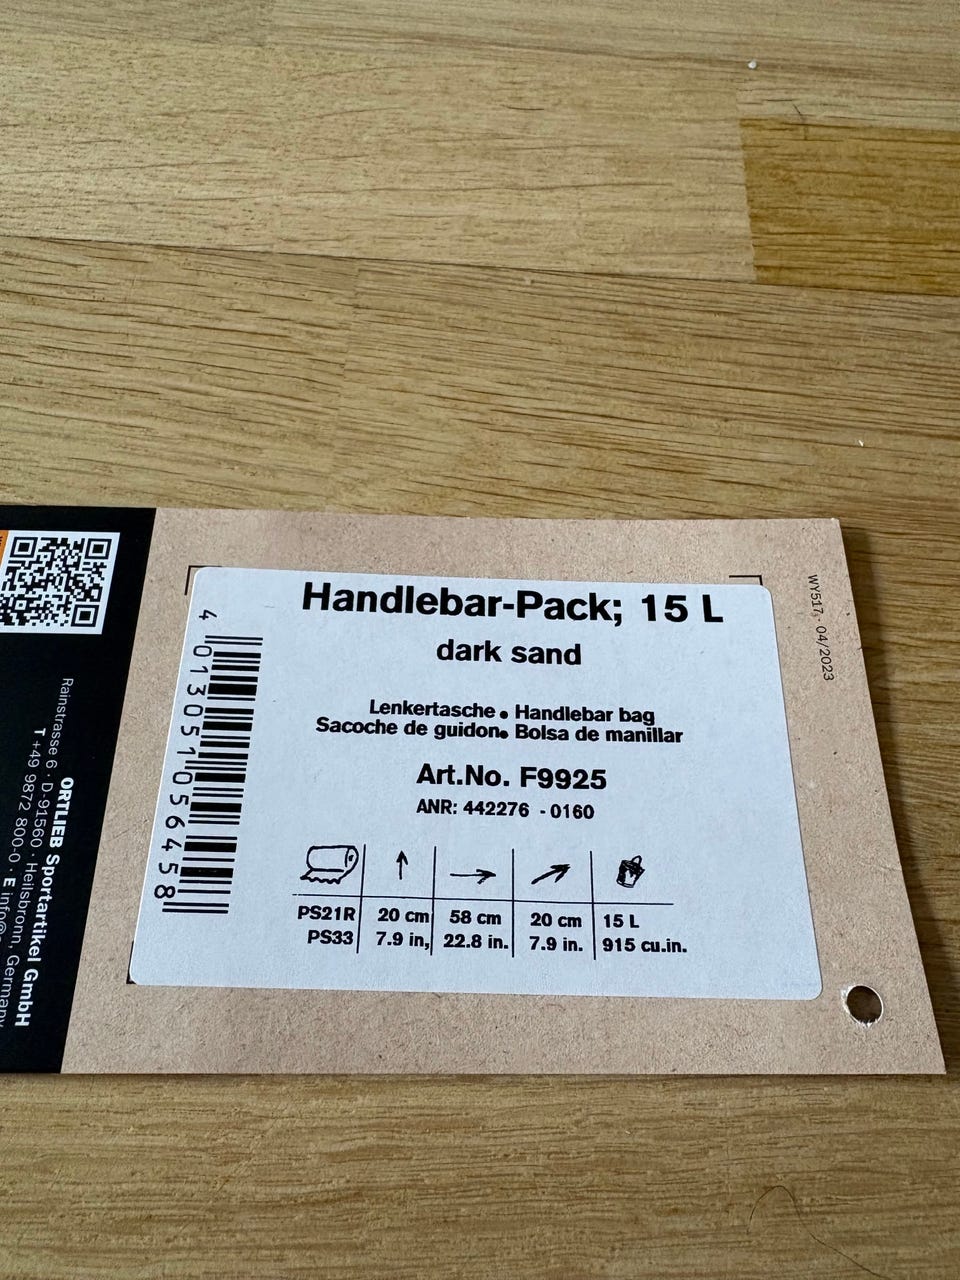 Handlebar-Pack; 15 L
dark sand
Lenkertasche • Handlebar bag
Sacoche de guidon • Bolsa de manillar
Art.No. F9925
ANR: 442276 - 0160
PS21R 20 cm 58 cm 20 cm 15 L
PS33 7.9 in, 22.8 in. 7.9 in. 915 cu.in.
4 013051 056458
WY517, 04/2023
ORTLIEB Sportartikel GmbH
Rainstrasse 6 · D-91560 · Heilsbronn, Germany
T +49 9872 800-0 · E